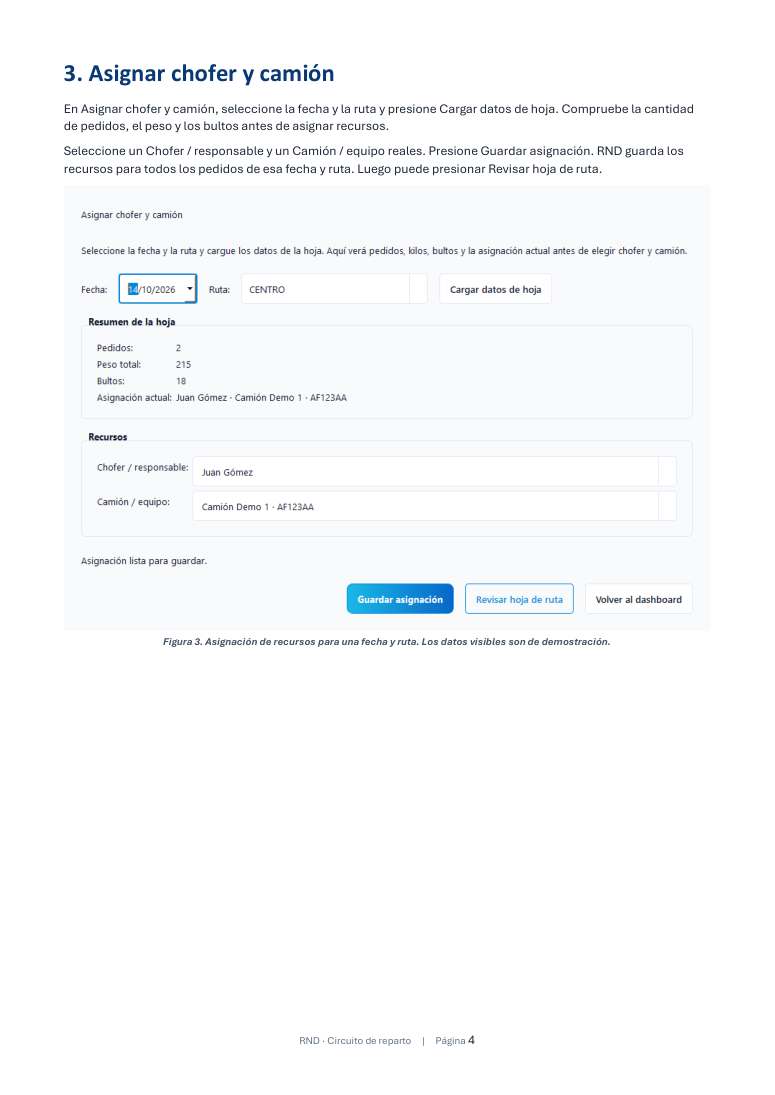 3. Asignar chofer y camión
En Asignar chofer y camión, seleccione la fecha y la ruta y presione Cargar datos de hoja. Compruebe la cantidad
de pedidos, el peso y los bultos antes de asignar recursos.
Seleccione un Chofer / responsable y un Camión / equipo reales. Presione Guardar asignación. RND guarda los
recursos para todos los pedidos de esa fecha y ruta. Luego puede presionar Revisar hoja de ruta.
Asignar chofer y camión
Seleccione la fecha y la ruta y cargue los datos de la hoja. Aquí verá pedidos, kilos, bultos y la asignación actual antes de elegir chofer y camión.
Fecha: 14/10/2026 Ruta: CENTRO Cargar datos de hoja
Resumen de la hoja
Pedidos: 2
Peso total: 215
Bultos: 18
Asignación actual: Juan Gómez · Camión Demo 1 · AF123AA
Recursos
Chofer / responsable: Juan Gómez
Camión / equipo: Camión Demo 1 · AF123AA
Asignación lista para guardar.
Guardar asignación Revisar hoja de ruta Volver al dashboard
Figura 3. Asignación de recursos para una fecha y ruta. Los datos visibles son de demostración.
RND · Circuito de reparto | Página 4